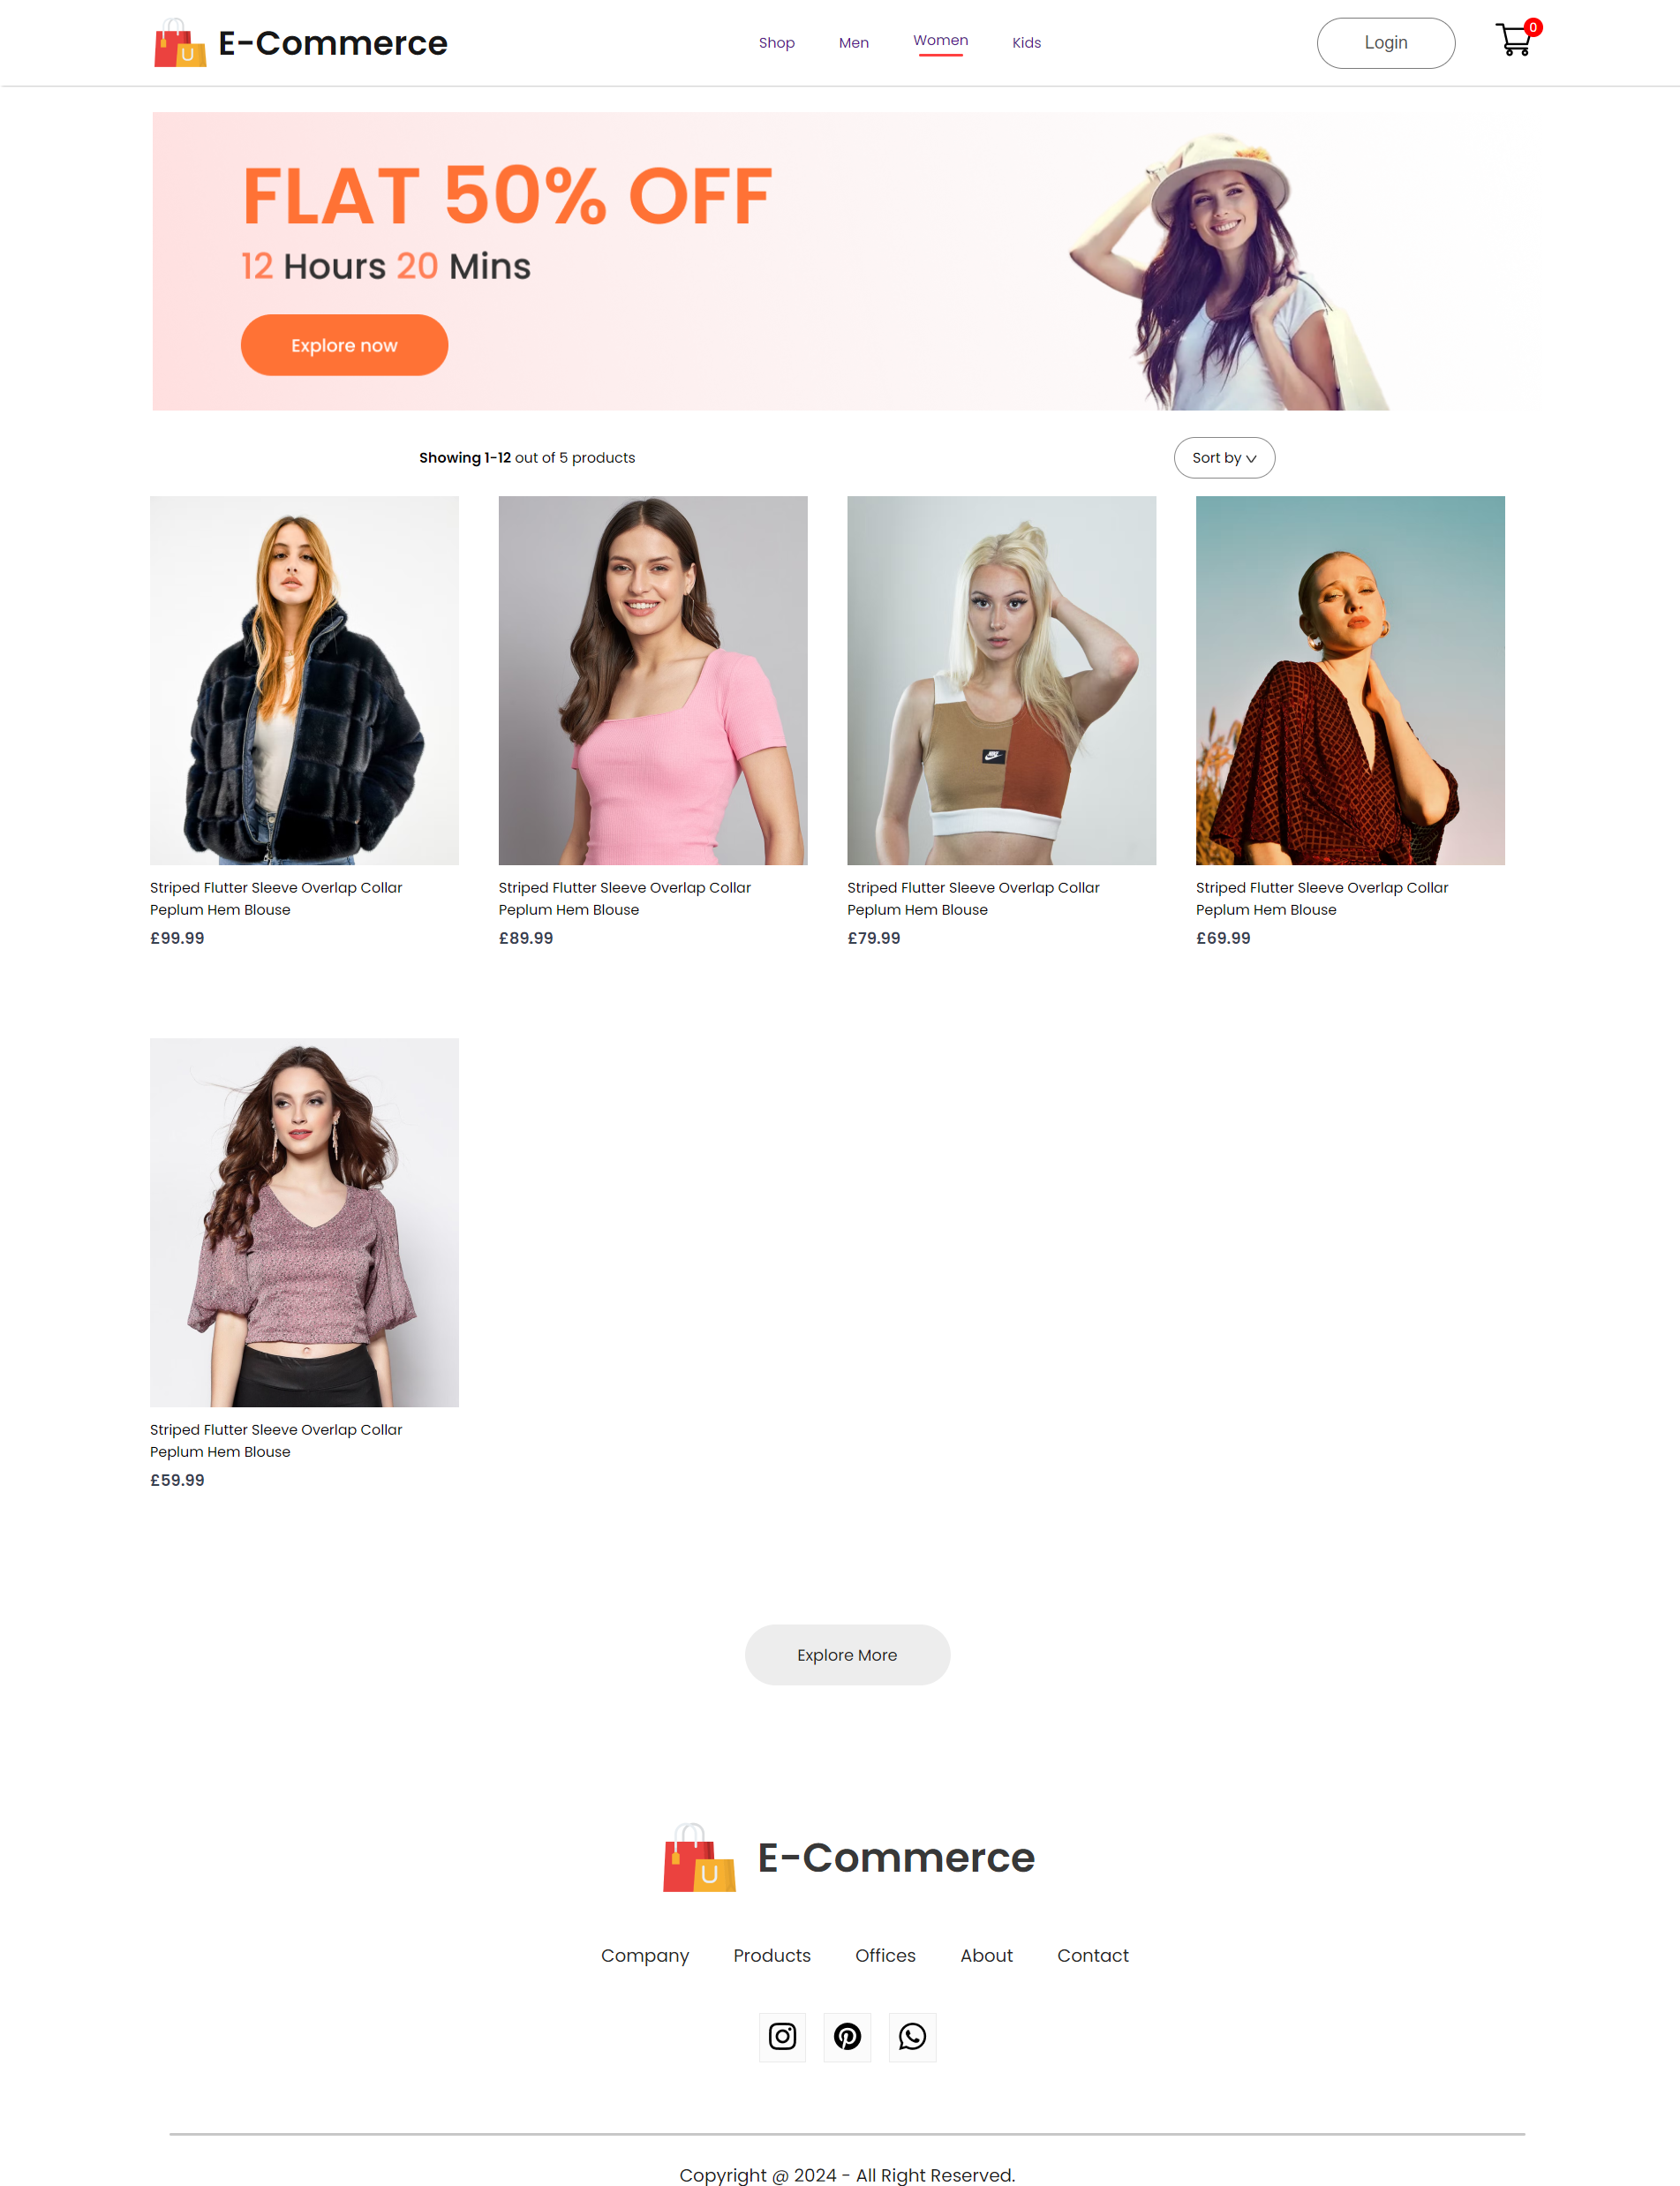 E-Commerce
Shop Men Women Kids
Login
0
FLAT 50% OFF
12 Hours 20 Mins
Explore now
Showing 1-12 out of 5 products
Sort by
NIKE
Striped Flutter Sleeve Overlap Collar
Peplum Hem Blouse
£99.99
Striped Flutter Sleeve Overlap Collar
Peplum Hem Blouse
£89.99
Striped Flutter Sleeve Overlap Collar
Peplum Hem Blouse
£79.99
Striped Flutter Sleeve Overlap Collar
Peplum Hem Blouse
£69.99
Striped Flutter Sleeve Overlap Collar
Peplum Hem Blouse
£59.99
Explore More
E-Commerce
Company Products Offices About Contact
Copyright @ 2024 - All Right Reserved.